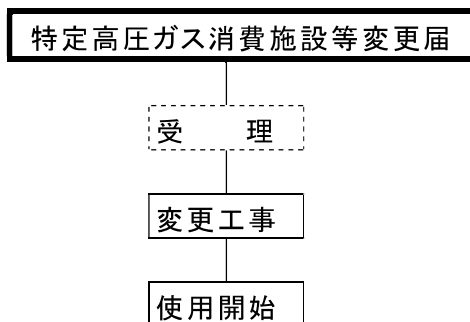 特定高圧ガス消費施設等変更届
受　　理
変更工事
使用開始